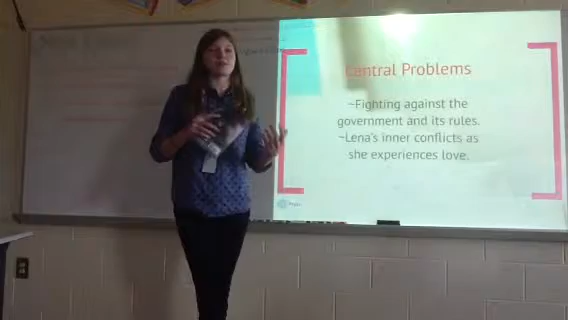 Central Problems
~Fighting against the
government and its rules.
~Lena's inner conflicts as
she experiences love.